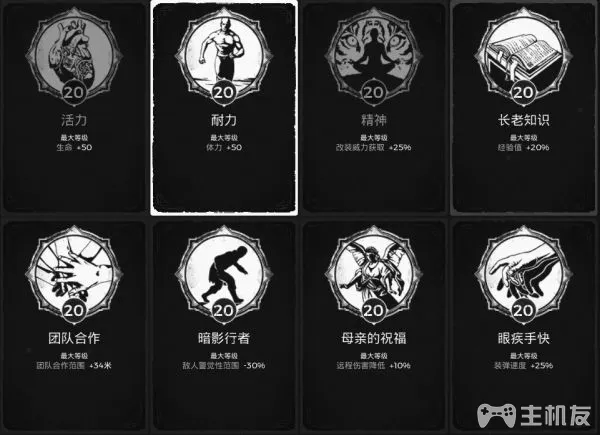 20
活力
最大等级
生命 +50
20
耐力
最大等级
体力 +50
20
精神
最大等级
改装威力获取 +25%
20
长老知识
最大等级
经验值 +20%
20
团队合作
最大等级
团队合作范围 +34米
20
暗影行者
最大等级
敌人警觉性范围 -30%
20
母亲的祝福
最大等级
远程伤害降低 +10%
20
眼疾手快
最大等级
装弹速度 +25%
主机友